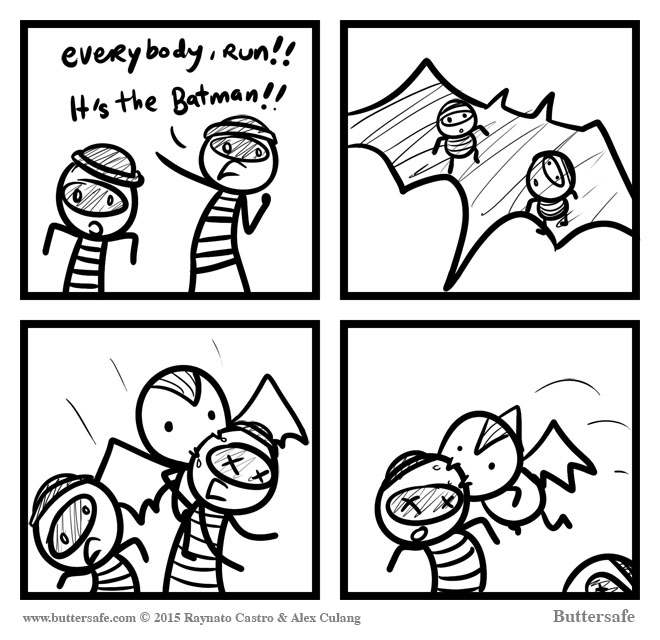 everybody, Run!!
It's the Batman!!
www.buttersafe.com © 2015 Raynato Castro & Alex Culang
Buttersafe